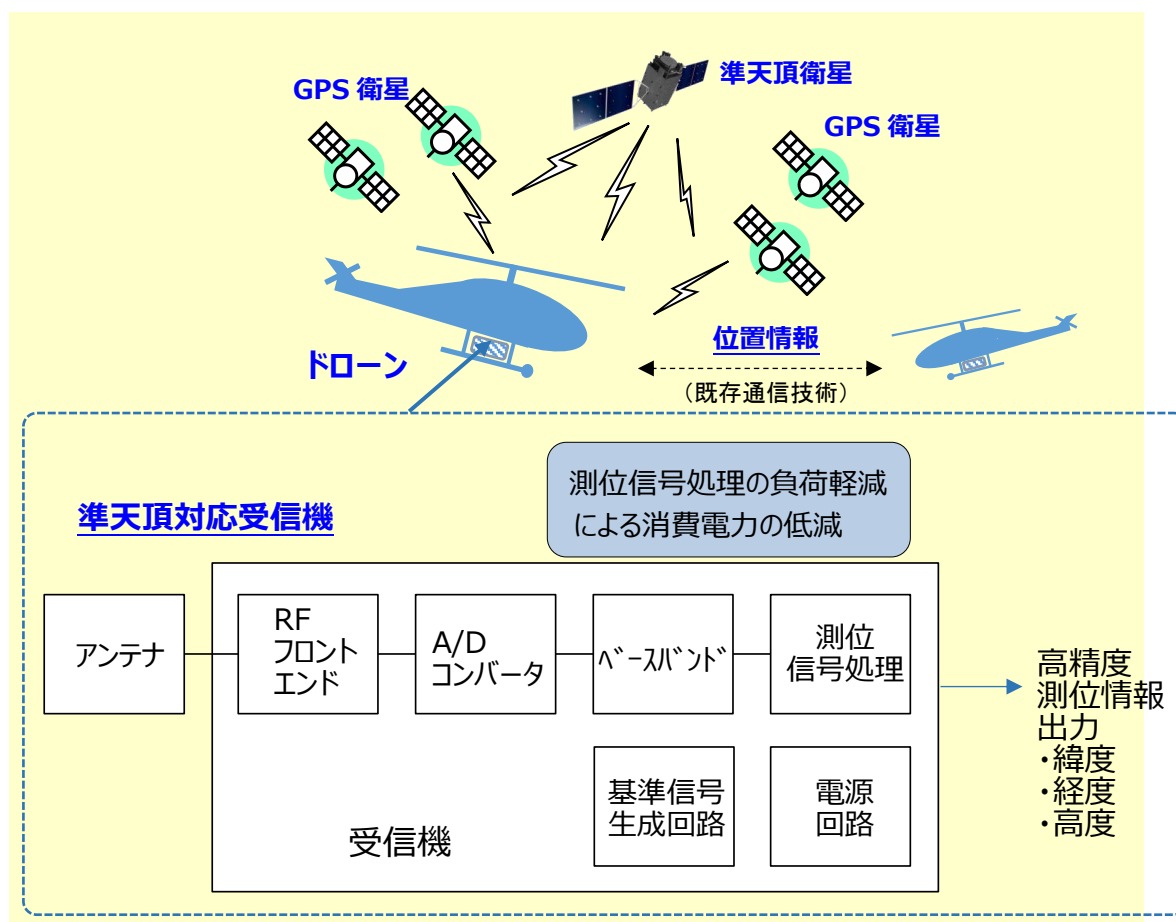 準天頂衛星
GPS 衛星
GPS 衛星
位置情報
ドローン
（既存通信技術）
測位信号処理の負荷軽減
による消費電力の低減
準天頂対応受信機
アンテナ
RF
フロント
エンド
A/D
コンバータ
ﾍﾞｰｽﾊﾞﾝﾄﾞ
測位
信号処理
高精度
測位情報
出力
・緯度
・経度
・高度
基準信号
生成回路
電源
回路
受信機